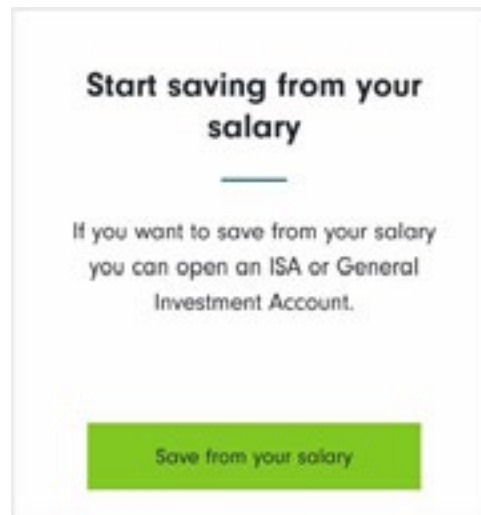 Start saving from your
salary
If you want to save from your salary
you can open an ISA or General
Investment Account.
Save from your salary